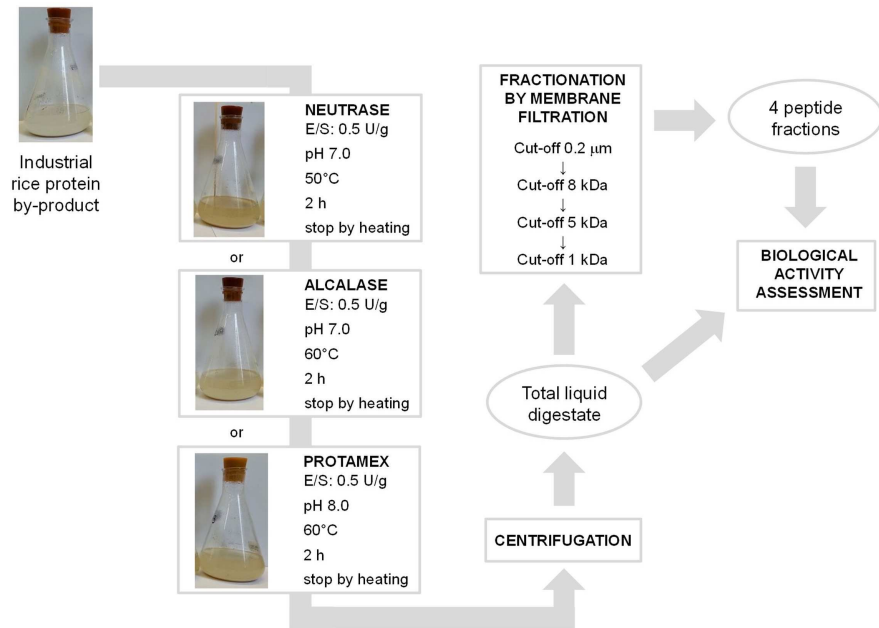 Industrial
rice protein
by-product
NEUTRASE
E/S: 0.5 U/g
pH 7.0
50°C
2 h
stop by heating
or
ALCALASE
E/S: 0.5 U/g
pH 7.0
60°C
2 h
stop by heating
or
PROTAMEX
E/S: 0.5 U/g
pH 8.0
60°C
2 h
stop by heating
CENTRIFUGATION
Total liquid
digestate
FRACTIONATION
BY MEMBRANE
FILTRATION
Cut-off 0.2 μm
↓
Cut-off 8 kDa
↓
Cut-off 5 kDa
↓
Cut-off 1 kDa
4 peptide
fractions
BIOLOGICAL
ACTIVITY
ASSESSMENT